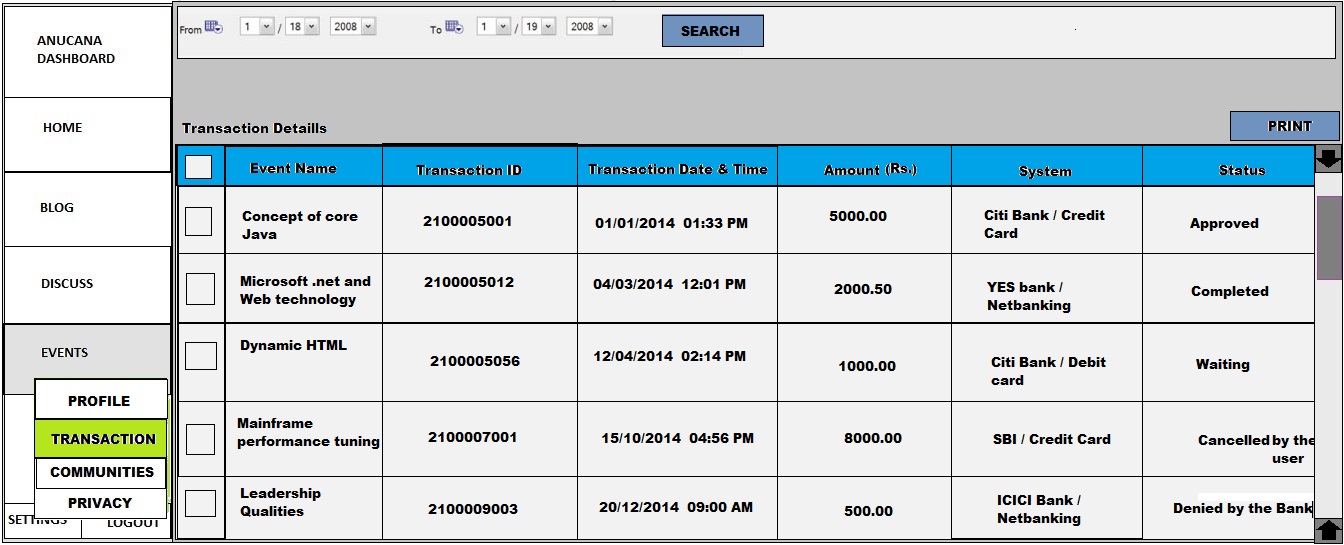 ANUCANA
DASHBOARD
HOME
BLOG
DISCUSS
EVENTS
PROFILE
TRANSACTION
COMMUNITIES
PRIVACY
SETTINGS
LOGOUT
From 1 / 18 2008 To 1 / 19 2008 SEARCH
Transaction Detaills
PRINT
Event Name Transaction ID Transaction Date & Time Amount (Rs.) System Status
Concept of core
Java
2100005001
01/01/2014 01:33 PM
5000.00
Citi Bank / Credit
Card
Approved
Microsoft .net and
Web technology
2100005012
04/03/2014 12:01 PM
2000.50
YES bank /
Netbanking
Completed
Dynamic HTML
2100005056
12/04/2014 02:14 PM
1000.00
Citi Bank / Debit
card
Waiting
Mainframe
performance tuning
2100007001
15/10/2014 04:56 PM
8000.00
SBI / Credit Card
Cancelled by the
user
Leadership
Qualities
2100009003
20/12/2014 09:00 AM
500.00
ICICI Bank /
Netbanking
Denied by the Bank